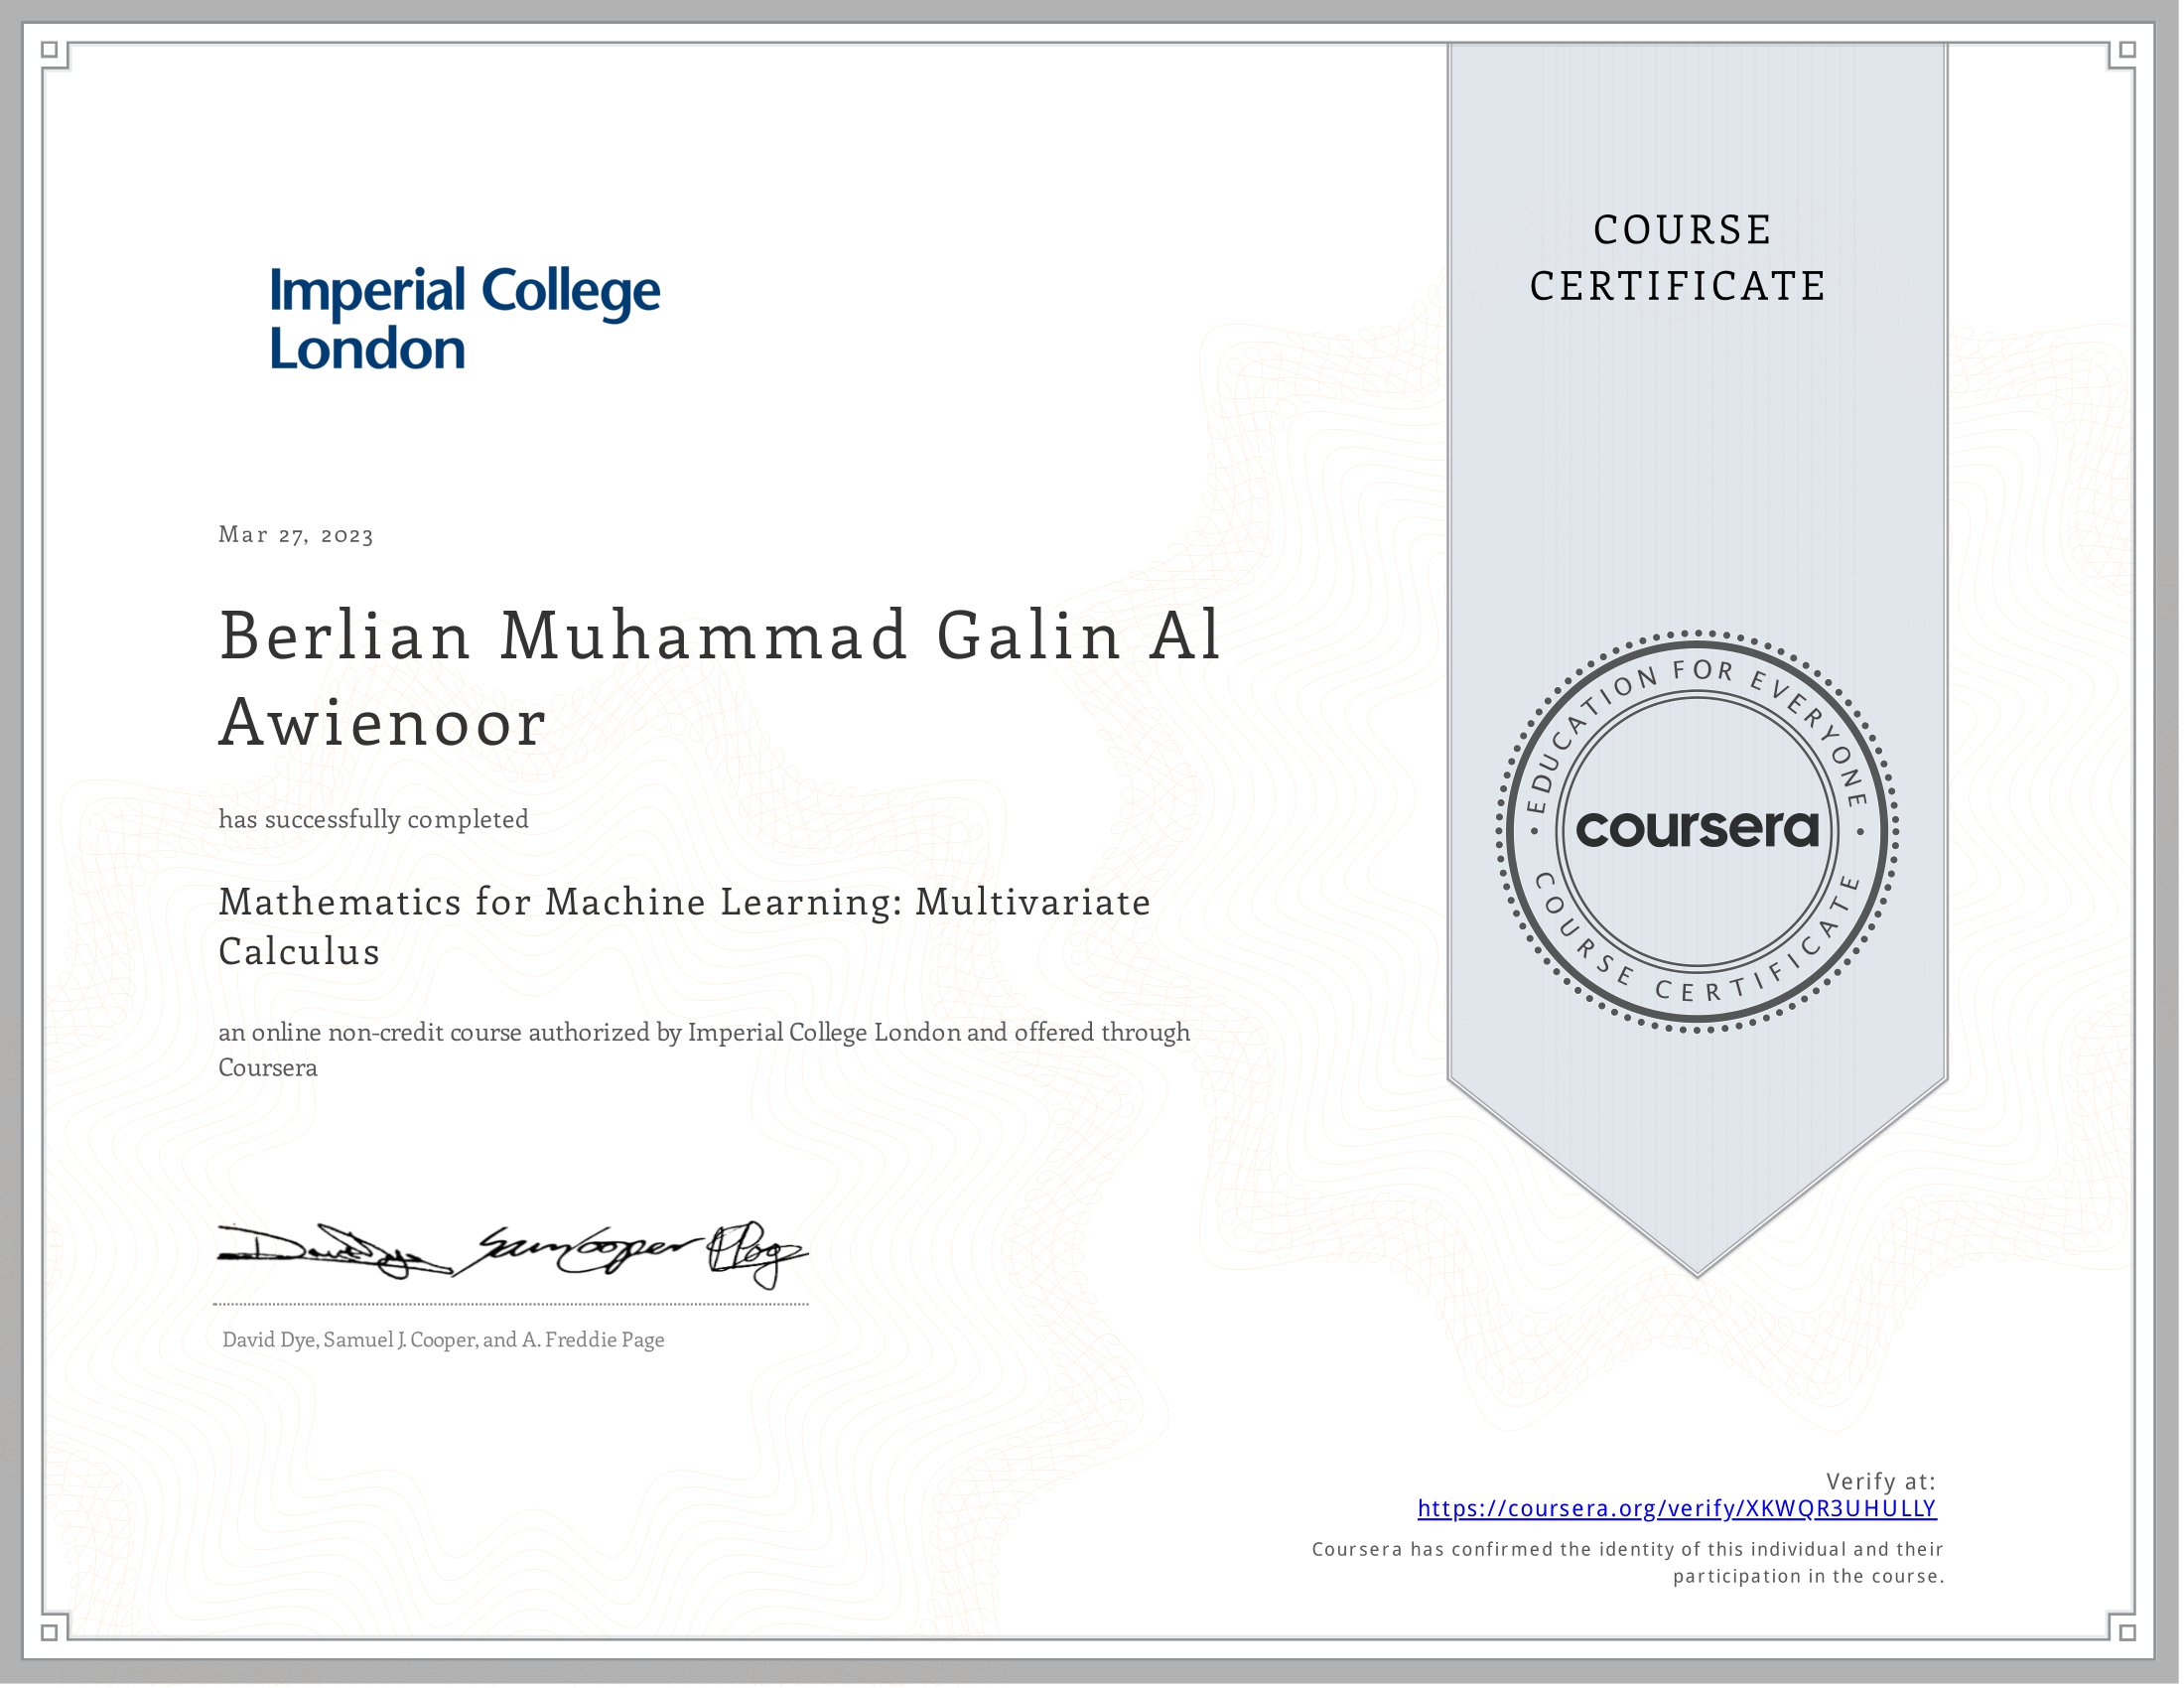 COURSE
CERTIFICATE
Imperial College
London
Mar 27, 2023
Berlian Muhammad Galin Al
Awienoor
has successfully completed
Mathematics for Machine Learning: Multivariate
Calculus
an online non-credit course authorized by Imperial College London and offered through
Coursera
EDUCATION FOR EVERYONE
coursera
COURSE CERTIFICATE
David Dye, Samuel J. Cooper, and A. Freddie Page
Verify at:
https://coursera.org/verify/XKWQR3UHULLY
Coursera has confirmed the identity of this individual and their
participation in the course.